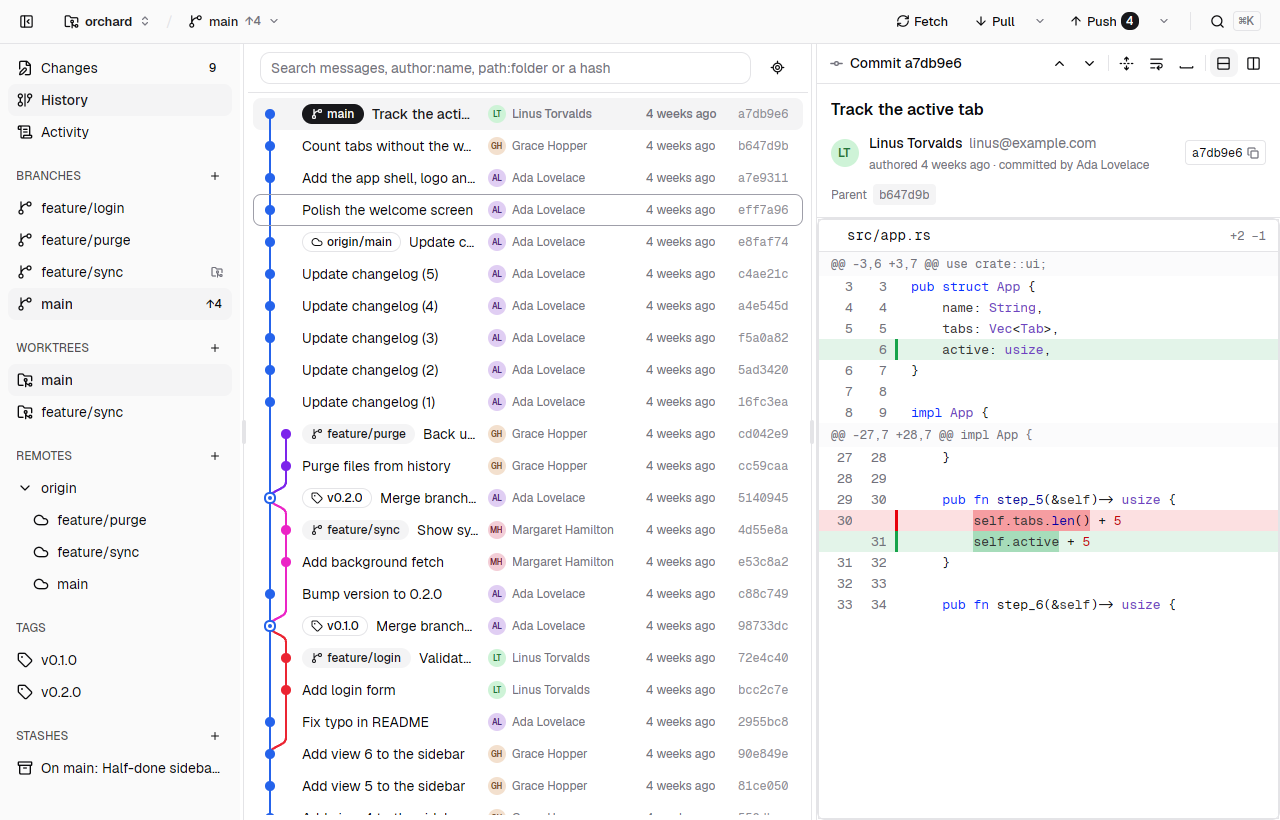 orchard / main ↑4 Fetch Pull Push 4 ⌘K
Changes 9
History
Activity
BRANCHES +
feature/login
feature/purge
feature/sync
main ↑4
WORKTREES +
main
feature/sync
REMOTES +
origin
feature/purge
feature/sync
main
TAGS
v0.1.0
v0.2.0
STASHES +
On main: Half-done sideba...
Search messages, author:name, path:folder or a hash
main Track the acti... LT Linus Torvalds 4 weeks ago a7db9e6
Count tabs without the w... GH Grace Hopper 4 weeks ago b647d9b
Add the app shell, logo an... AL Ada Lovelace 4 weeks ago a7e9311
Polish the welcome screen AL Ada Lovelace 4 weeks ago eff7a96
origin/main Update c... AL Ada Lovelace 4 weeks ago e8faf74
Update changelog (5) AL Ada Lovelace 4 weeks ago c4ae21c
Update changelog (4) AL Ada Lovelace 4 weeks ago a4e545d
Update changelog (3) AL Ada Lovelace 4 weeks ago f5a0a82
Update changelog (2) AL Ada Lovelace 4 weeks ago 5ad3420
Update changelog (1) AL Ada Lovelace 4 weeks ago 16fc3ea
feature/purge Back u... GH Grace Hopper 4 weeks ago cd042e9
Purge files from history GH Grace Hopper 4 weeks ago cc59caa
v0.2.0 Merge branch... AL Ada Lovelace 4 weeks ago 5140945
feature/sync Show sy... MH Margaret Hamilton 4 weeks ago 4d55e8a
Add background fetch MH Margaret Hamilton 4 weeks ago e53c8a2
Bump version to 0.2.0 AL Ada Lovelace 4 weeks ago c88c749
v0.1.0 Merge branch... AL Ada Lovelace 4 weeks ago 98733dc
feature/login Validat... LT Linus Torvalds 4 weeks ago 72e4c40
Add login form LT Linus Torvalds 4 weeks ago bcc2c7e
Fix typo in README AL Ada Lovelace 4 weeks ago 2955bc8
Add view 6 to the sidebar GH Grace Hopper 4 weeks ago 90e849e
Add view 5 to the sidebar GH Grace Hopper 4 weeks ago 81ce050
Commit a7db9e6
Track the active tab
LT Linus Torvalds linus@example.com
authored 4 weeks ago · committed by Ada Lovelace
a7db9e6
Parent b647d9b
src/app.rs +2 −1
@@ -3,6 +3,7 @@ use crate::ui;
3 3 pub struct App {
4 4 name: String,
5 5 tabs: Vec<Tab>,
6 active: usize,
6 7 }
7 8
8 9 impl App {
@@ -27,7 +28,7 @@ impl App {
27 28 }
28 29
29 30 pub fn step_5(&self)-> usize {
30 self.tabs.len() + 5
31 self.active + 5
31 32 }
32 33
33 34 pub fn step_6(&self)-> usize {